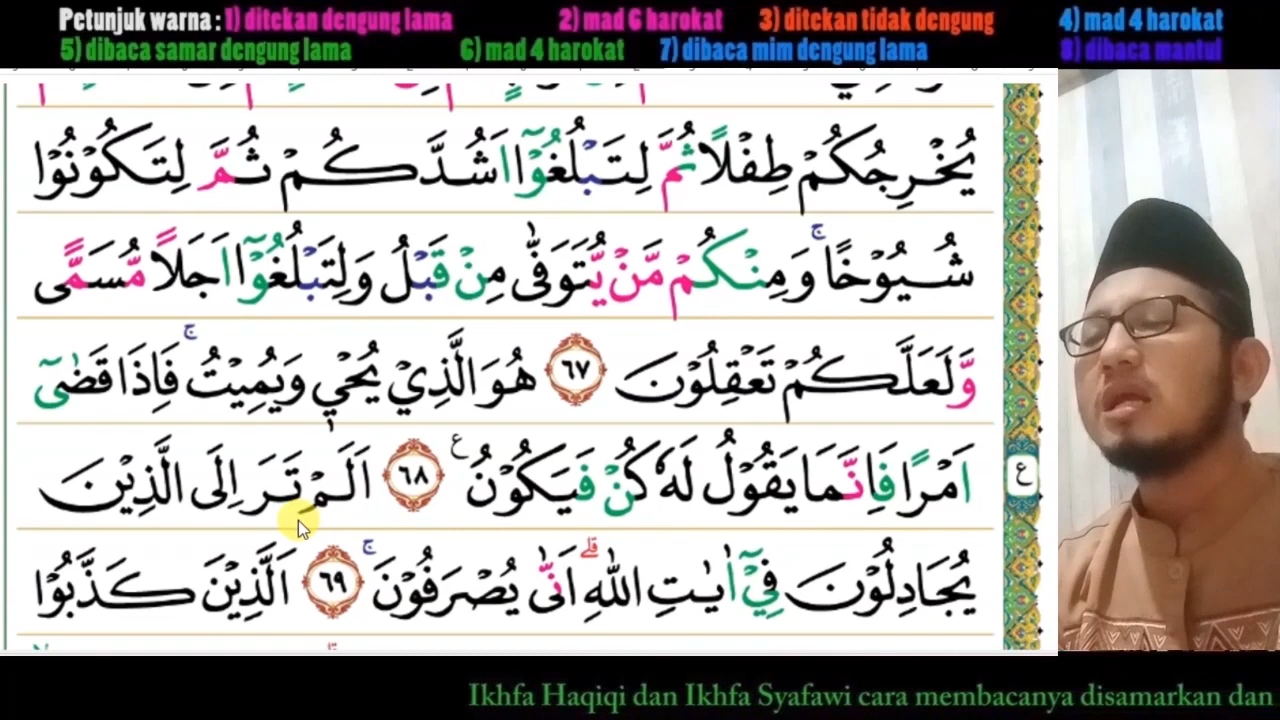 Petunjuk warna : 1) ditekan dengung lama 2) mad 6 harokat 3) ditekan tidak dengung 4) mad 4 harokat
5) dibaca samar dengung lama 6) mad 4 harokat 7) dibaca mim dengung lama 8) dibaca mantul
يُخْرِجُكُمْ طِفْلًا ثُمَّ لِتَبْلُغُوْٓا اَشُدَّكُمْ ثُمَّ لِتَكُوْنُوْا
شُيُوْخًا ۚ وَمِنْكُمْ مَّنْ يُّتَوَفّٰى مِنْ قَبْلُ وَلِتَبْلُغُوْٓا اَجَلًا مُّسَمًّى
وَّلَعَلَّكُمْ تَعْقِلُوْنَ ٦٧ هُوَ الَّذِيْ يُحْيٖ وَيُمِيْتُ ۚ فَاِذَا قَضٰىٓ
اَمْرًا فَاِنَّمَا يَقُوْلُ لَهٗ كُنْ فَيَكُوْنُ ࣖ ٦٨ اَلَمْ تَرَ اِلَى الَّذِيْنَ
ع
يُجَادِلُوْنَ فِيْٓ اٰيٰتِ اللّٰهِ ۗ اَنّٰى يُصْرَفُوْنَ ۚ ٦٩ اَلَّذِيْنَ كَذَّبُوْا
Ikhfa Haqiqi dan Ikhfa Syafawi cara membacanya disamarkan dan